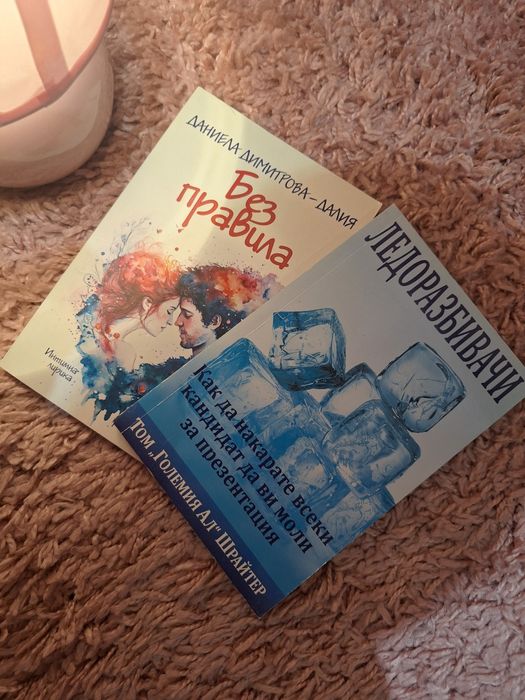 ДАНИЕЛА ДИМИТРОВА - ДАЛИЯ
Без
правила
Интимна
лирика
ЛЕДОРАЗБИВАЧИ
Как да накарате всеки
кандидат да ви моли
за презентация
ТОМ „ГОЛЕМИЯ АЛ“ ШРАЙТЕР